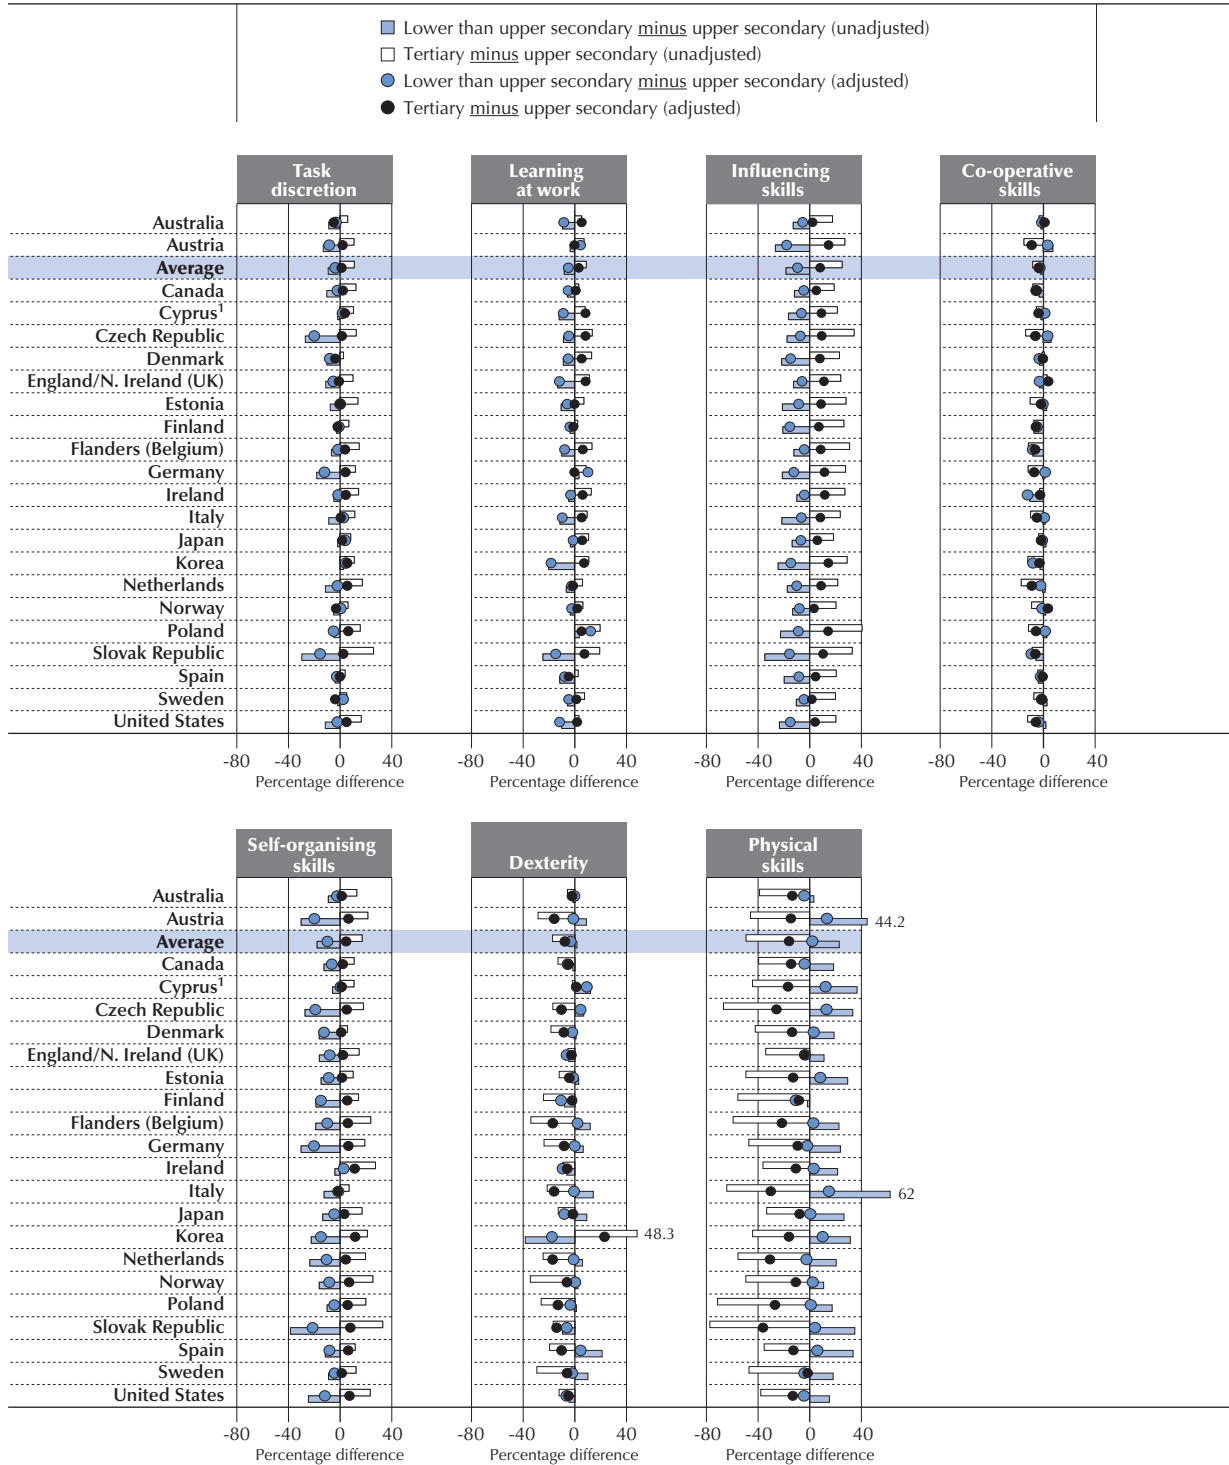 Lower than upper secondary minus upper secondary (unadjusted)
Tertiary minus upper secondary (unadjusted)
Lower than upper secondary minus upper secondary (adjusted)
Tertiary minus upper secondary (adjusted)
Task
discretion
Learning
at work
Influencing
skills
Co-operative
skills
Australia
Austria
Average
Canada
Cyprus¹
Czech Republic
Denmark
England/N. Ireland (UK)
Estonia
Finland
Flanders (Belgium)
Germany
Ireland
Italy
Japan
Korea
Netherlands
Norway
Poland
Slovak Republic
Spain
Sweden
United States
-80 -40 0 40 -80 -40 0 40 -80 -40 0 40 -80 -40 0 40
Percentage difference Percentage difference Percentage difference Percentage difference
Self-organising
skills
Dexterity
Physical
skills
Australia
Austria 44.2
Average
Canada
Cyprus¹
Czech Republic
Denmark
England/N. Ireland (UK)
Estonia
Finland
Flanders (Belgium)
Germany
Ireland
Italy 62
Japan
Korea 48.3
Netherlands
Norway
Poland
Slovak Republic
Spain
Sweden
United States
-80 -40 0 40 -80 -40 0 40 -80 -40 0 40
Percentage difference Percentage difference Percentage difference